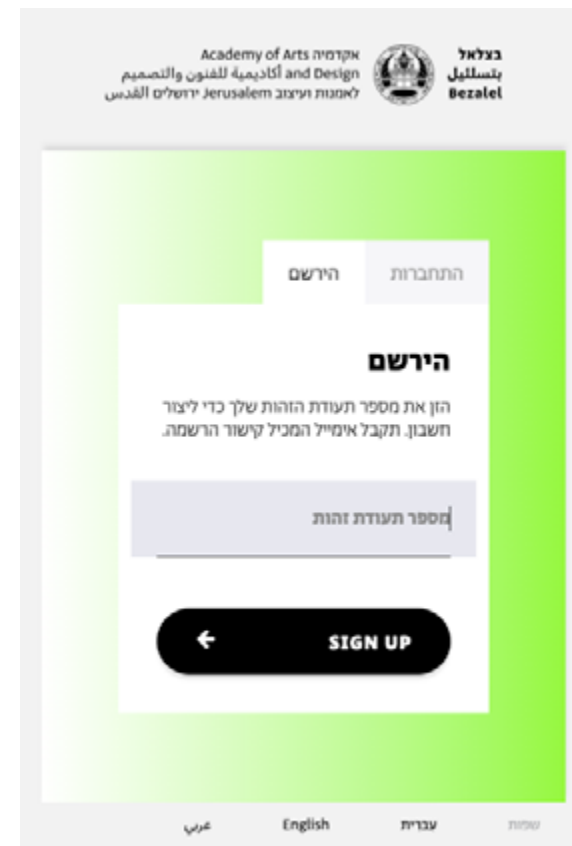 בצלאל
بتسلئيل
Bezalel
אקדמיה Academy of Arts
and Design أكاديمية للفنون والتصميم
לאמנות ועיצוב Jerusalem ירושלים القدس
התחברות
הירשם
הירשם
הזן את מספר תעודת הזהות שלך כדי ליצור
חשבון. תקבל אימייל המכיל קישור הרשמה.
מספר תעודת זהות
SIGN UP
שפות
עברית
English
عربي